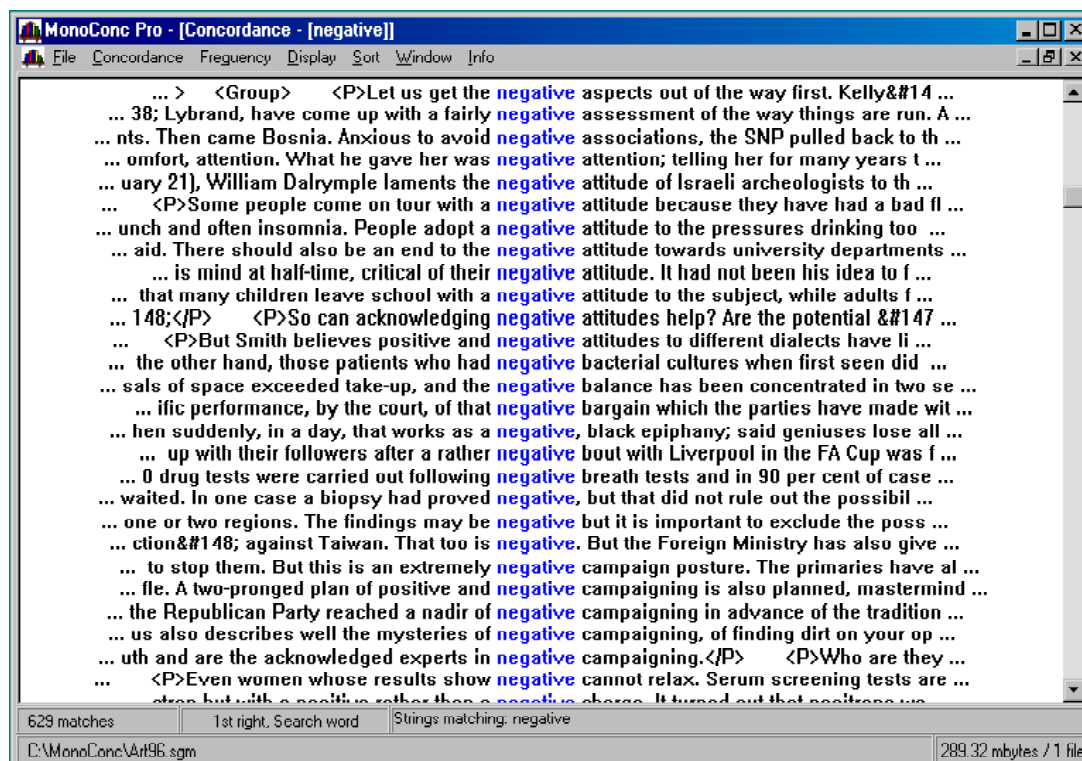 MonoConc Pro - [Concordance - [negative]]
File Concordance Freguency Display Sort Window Info
... > <Group> <P>Let us get the negative aspects out of the way first. Kelly&#14 ...
... 38; Lybrand, have come up with a fairly negative assessment of the way things are run. A ...
... nts. Then came Bosnia. Anxious to avoid negative associations, the SNP pulled back to th ...
... omfort, attention. What he gave her was negative attention; telling her for many years t ...
... uary 21), William Dalrymple laments the negative attitude of Israeli archeologists to th ...
... <P>Some people come on tour with a negative attitude because they have had a bad fl ...
... unch and often insomnia. People adopt a negative attitude to the pressures drinking too ...
... aid. There should also be an end to the negative attitude towards university departments ...
... is mind at half-time, critical of their negative attitude. It had not been his idea to f ...
... that many children leave school with a negative attitude to the subject, while adults f ...
... 148;</P> <P>So can acknowledging negative attitudes help? Are the potential &#147 ...
... <P>But Smith believes positive and negative attitudes to different dialects have li ...
... the other hand, those patients who had negative bacterial cultures when first seen did ...
... sals of space exceeded take-up, and the negative balance has been concentrated in two se ...
... ific performance, by the court, of that negative bargain which the parties have made wit ...
... hen suddenly, in a day, that works as a negative, black epiphany; said geniuses lose all ...
... up with their followers after a rather negative bout with Liverpool in the FA Cup was f ...
... 0 drug tests were carried out following negative breath tests and in 90 per cent of case ...
... waited. In one case a biopsy had proved negative, but that did not rule out the possibil ...
... one or two regions. The findings may be negative but it is important to exclude the poss ...
... ction&#148; against Taiwan. That too is negative. But the Foreign Ministry has also give ...
... to stop them. But this is an extremely negative campaign posture. The primaries have al ...
... fle. A two-pronged plan of positive and negative campaigning is also planned, mastermind ...
... the Republican Party reached a nadir of negative campaigning in advance of the tradition ...
... us also describes well the mysteries of negative campaigning, of finding dirt on your op ...
... uth and are the acknowledged experts in negative campaigning.</P> <P>Who are they ...
... <P>Even women whose results show negative cannot relax. Serum screening tests are ...
but with a positive rather than a negative charge. It turned out that positrons
629 matches 1st right, Search word Strings matching: negative
C:\MonoConc\Art96.sgm 289.32 mbytes / 1 file